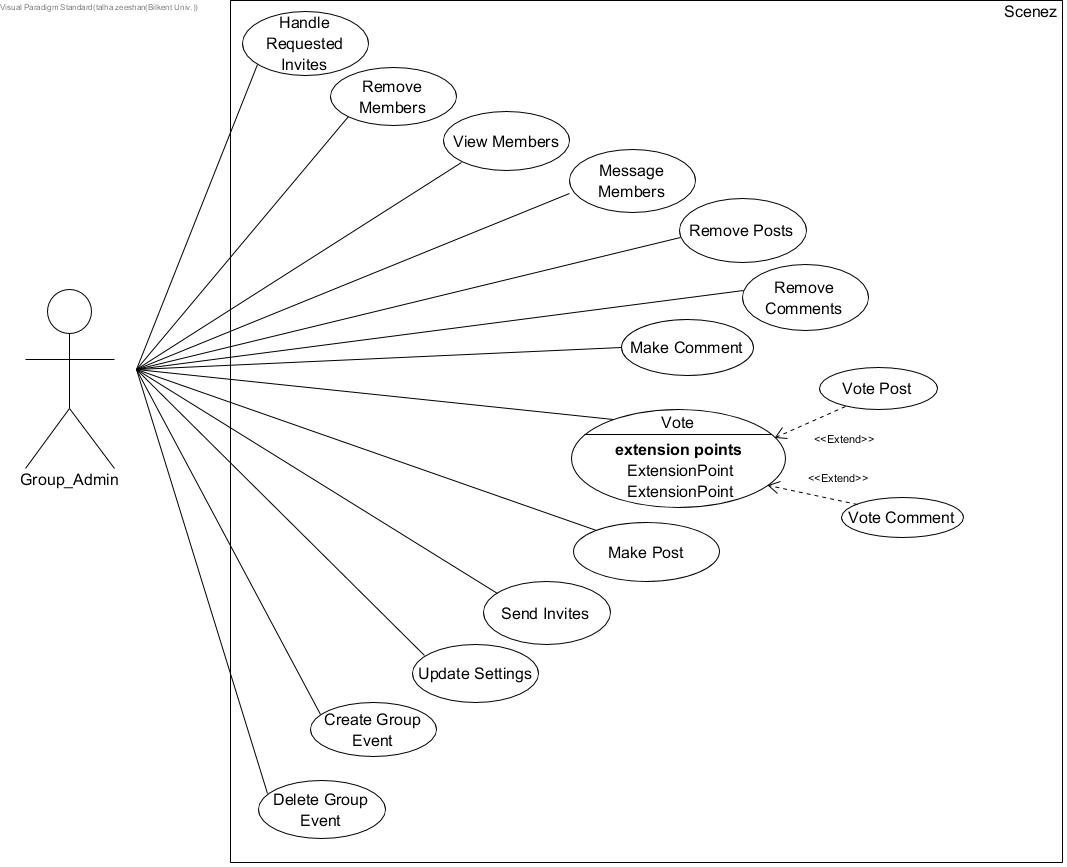 Visual Paradigm Standard(talha zeeshan(Bilkent Univ.))
Scenez
Handle
Requested
Invites
Remove
Members
View Members
Message
Members
Remove Posts
Remove
Comments
Make Comment
Vote Post
Vote
extension points
ExtensionPoint
ExtensionPoint
<<Extend>>
<<Extend>>
Vote Comment
Group_Admin
Make Post
Send Invites
Update Settings
Create Group
Event
Delete Group
Event